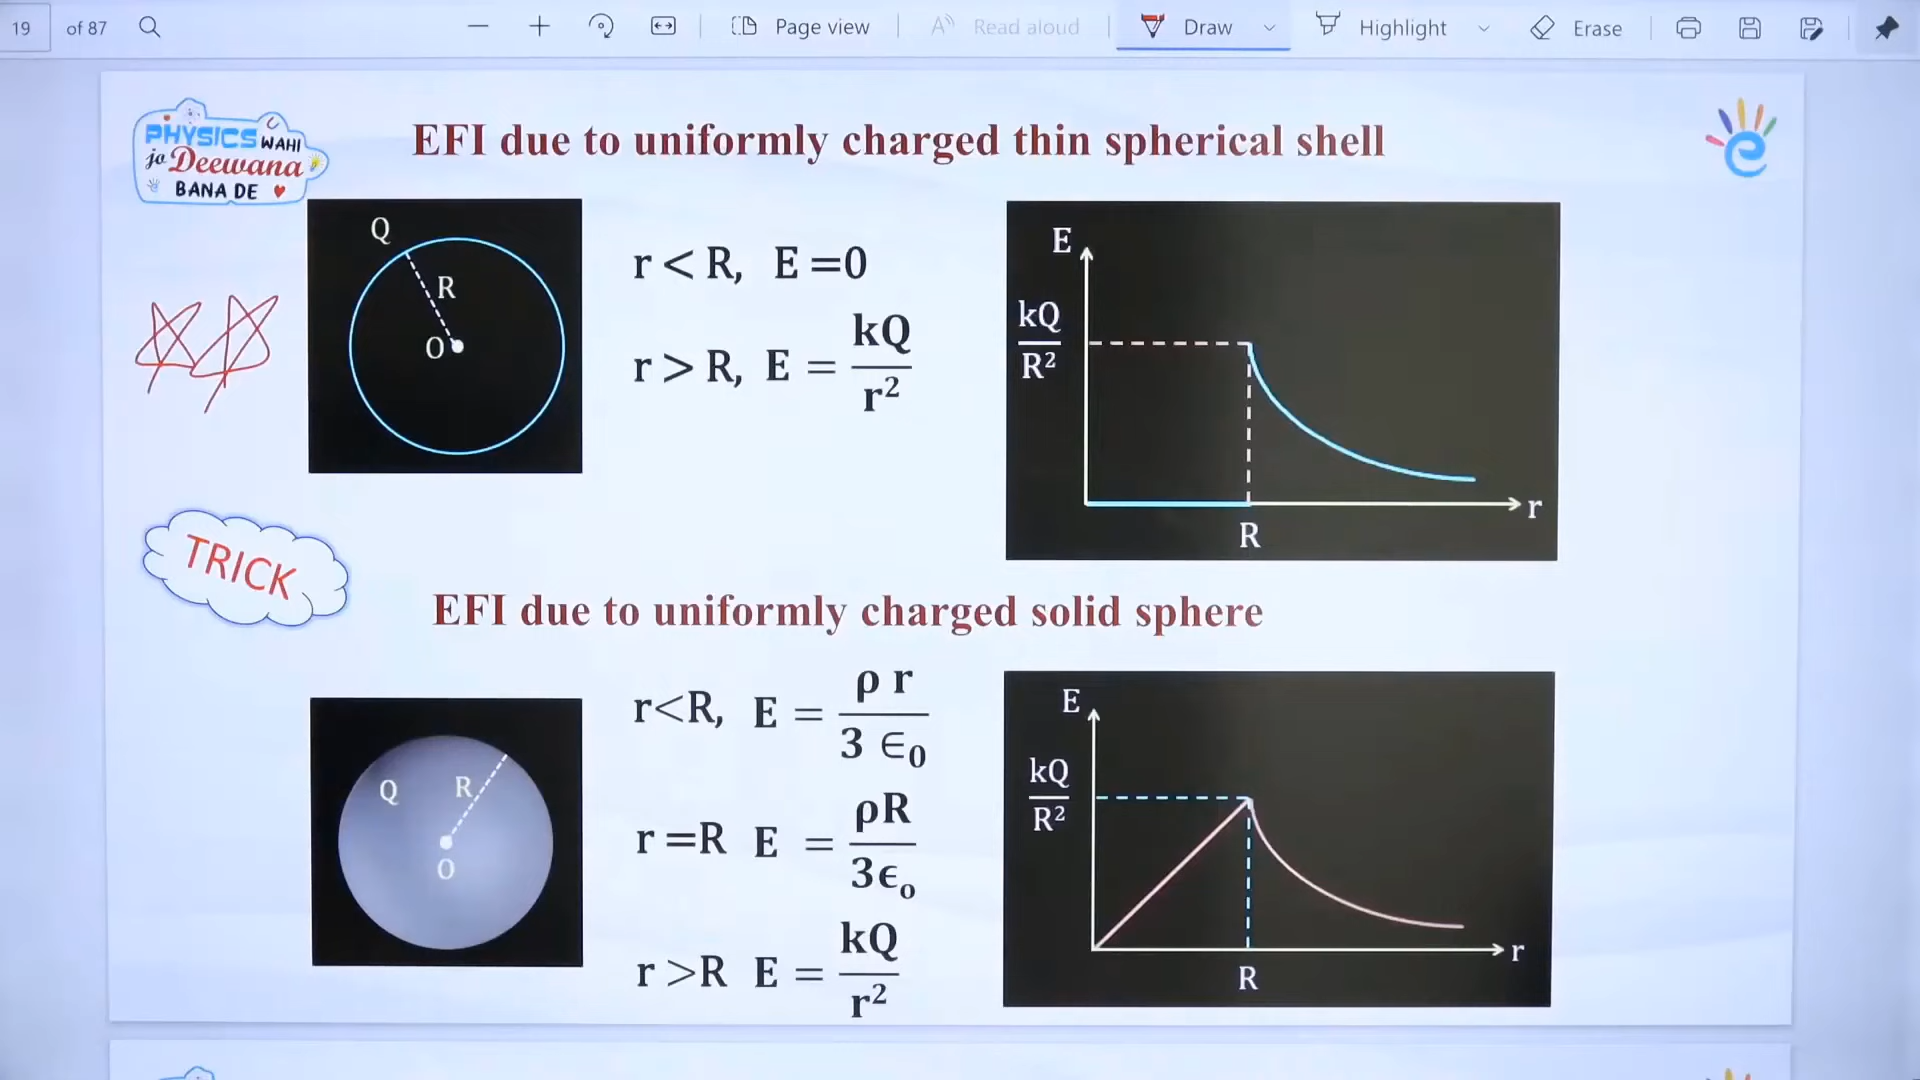 19 of 87 Page view Read aloud Draw Highlight Erase
PHYSICS WAHI
jo Deewana
BANA DE
EFI due to uniformly charged thin spherical shell
Q
R
O
r < R, E =0
r > R, E = kQ/r²
E
kQ/R²
R
r
TRICK
EFI due to uniformly charged solid sphere
Q
R
O
r<R, E = ρ r/3 ∈₀
r =R E = ρR/3ϵₒ
r >R E = kQ/r²
E
kQ/R²
R
r